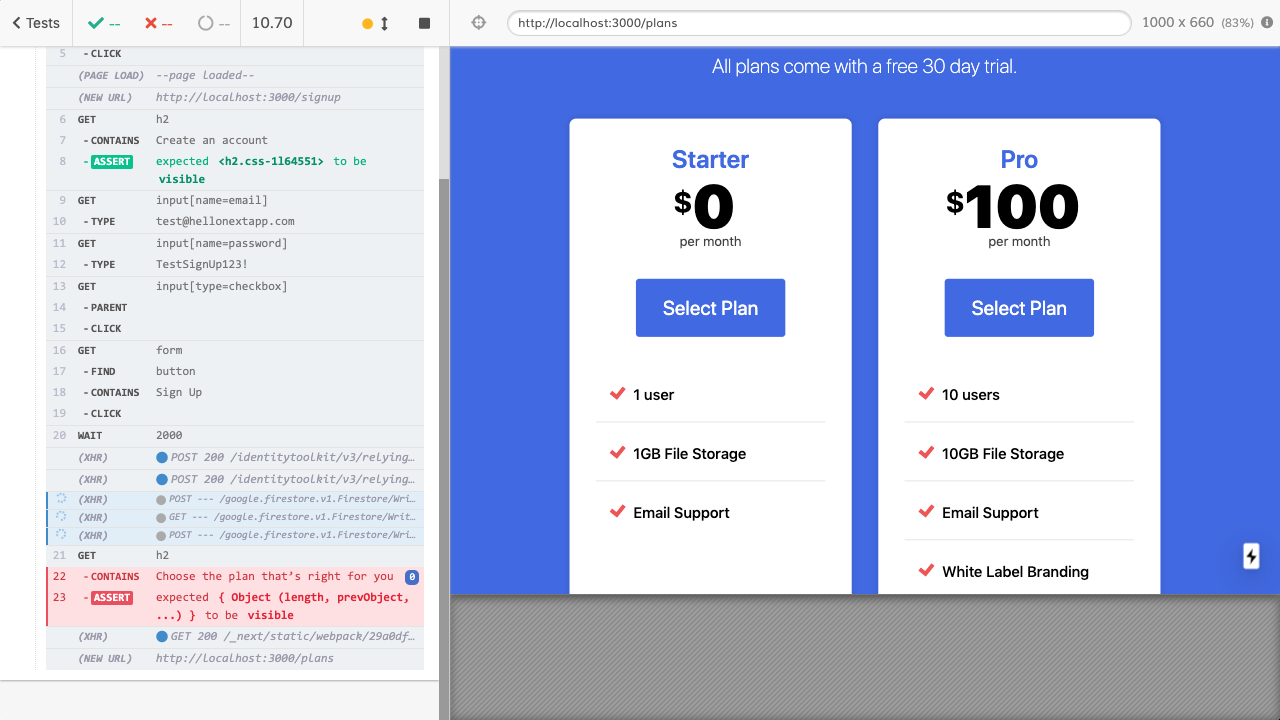 Tests
--
--
--
10.70
http://localhost:3000/plans
1000 x 660 (83%)
5 - CLICK
(PAGE LOAD) --page loaded--
(NEW URL) http://localhost:3000/signup
6 GET h2
7 - CONTAINS Create an account
8 - ASSERT expected <h2.css-1l64551> to be
visible
9 GET input[name=email]
10 - TYPE test@hellonextapp.com
11 GET input[name=password]
12 - TYPE TestSignUp123!
13 GET input[type=checkbox]
14 - PARENT
15 - CLICK
16 GET form
17 - FIND button
18 - CONTAINS Sign Up
19 - CLICK
20 WAIT 2000
(XHR) POST 200 /identitytoolkit/v3/relying…
(XHR) POST 200 /identitytoolkit/v3/relying…
(XHR) POST --- /google.firestore.v1.Firestore/Wri…
(XHR) GET --- /google.firestore.v1.Firestore/Writ…
(XHR) POST --- /google.firestore.v1.Firestore/Wri…
21 GET h2
22 - CONTAINS Choose the plan that's right for you 0
23 - ASSERT expected { Object (length, prevObject,
...) } to be visible
(XHR) GET 200 /_next/static/webpack/29a0df…
(NEW URL) http://localhost:3000/plans
All plans come with a free 30 day trial.
Starter
$0
per month
Select Plan
1 user
1GB File Storage
Email Support
Pro
$100
per month
Select Plan
10 users
10GB File Storage
Email Support
White Label Branding